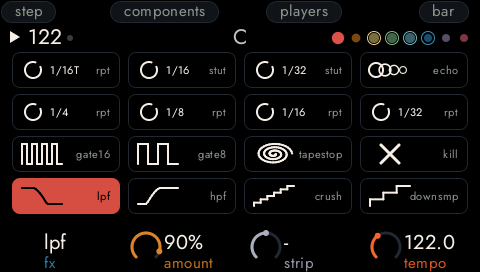 step components players bar
122 C
1/16T rpt 1/16 stut 1/32 stut echo
1/4 rpt 1/8 rpt 1/16 rpt 1/32 rpt
gate16 gate8 tapestop kill
lpf hpf crush downsmp
lpf 90% - 122.0
fx amount strip tempo